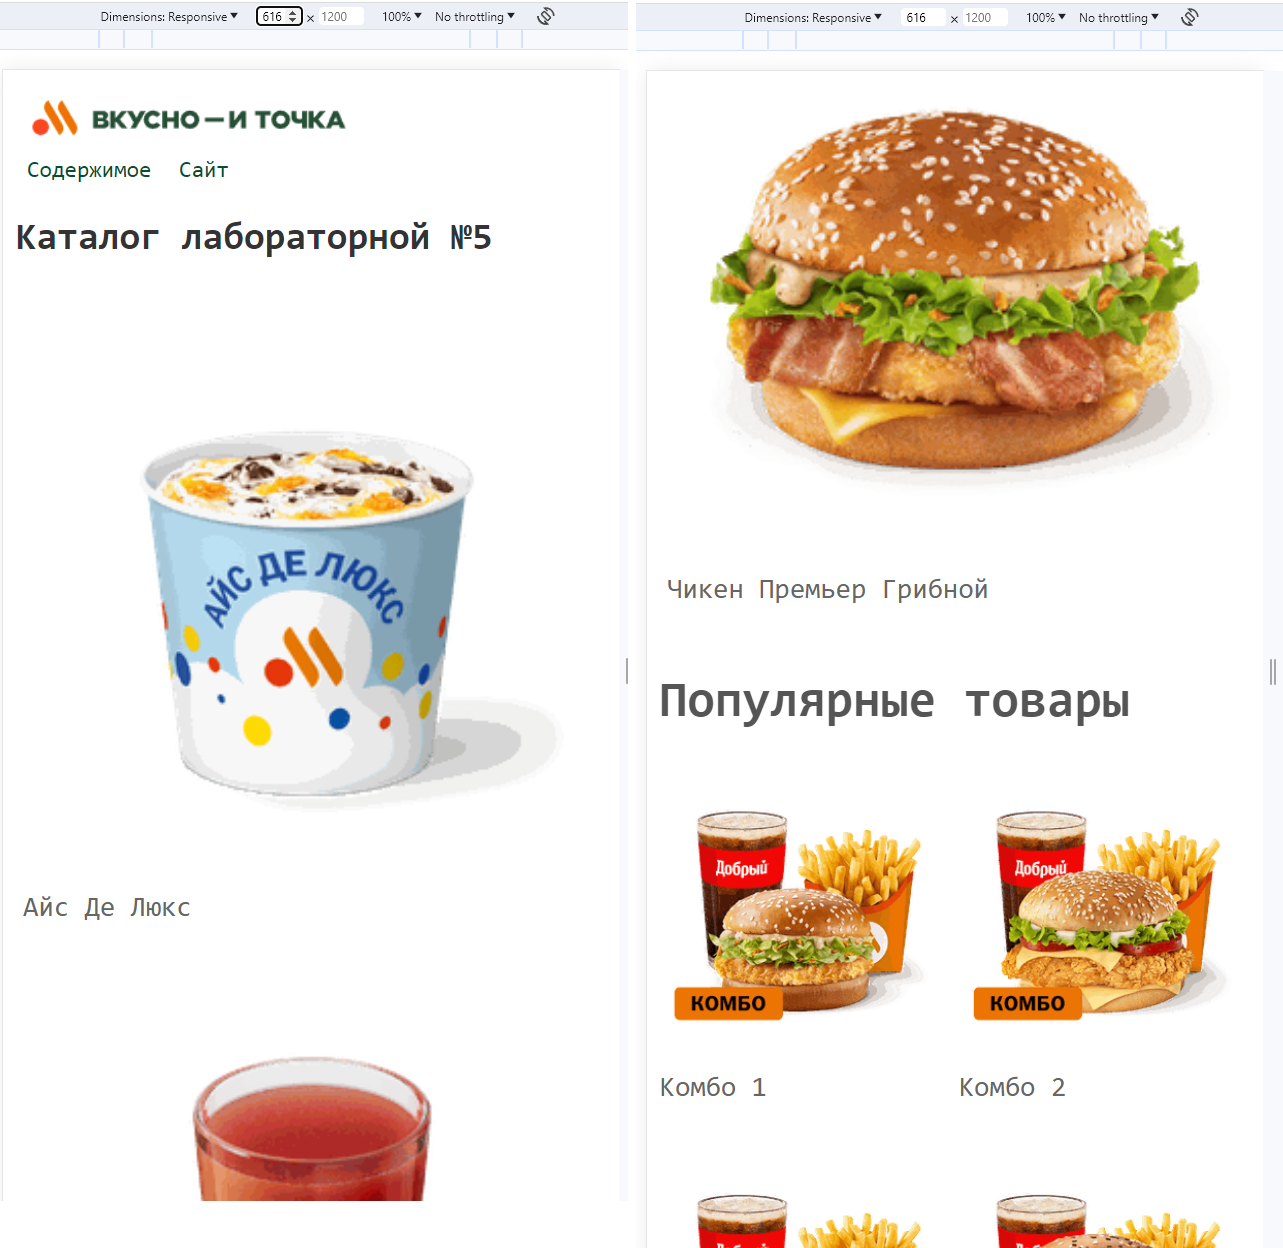 Dimensions: Responsive 616 x 1200 100% No throttling
ВКУСНО — И ТОЧКА
Содержимое Сайт
Каталог лабораторной №5
АЙС ДЕ ЛЮКС
Айс Де Люкс
Dimensions: Responsive 616 x 1200 100% No throttling
Чикен Премьер Грибной
Популярные товары
Добрый Добрый
КОМБО КОМБО
Комбо 1 Комбо 2